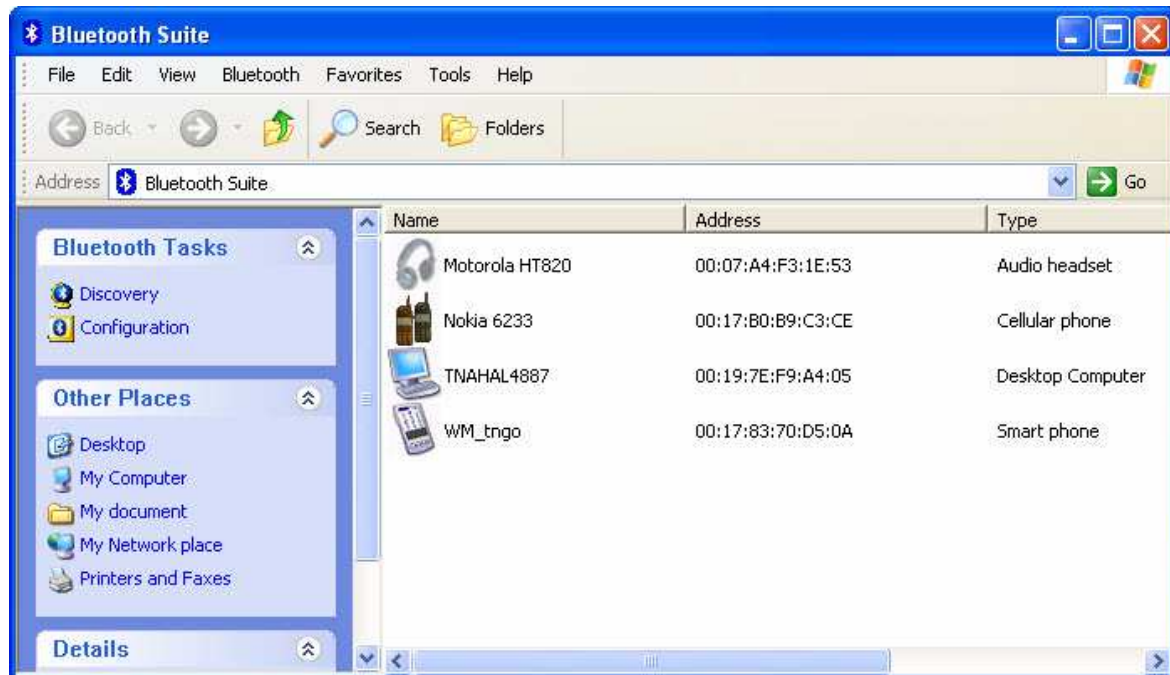 Bluetooth Suite
File Edit View Bluetooth Favorites Tools Help
Back Search Folders
Address Bluetooth Suite Go
Bluetooth Tasks
Discovery
Configuration
Other Places
Desktop
My Computer
My document
My Network place
Printers and Faxes
Details
Name Address Type
Motorola HT820 00:07:A4:F3:1E:53 Audio headset
Nokia 6233 00:17:B0:B9:C3:CE Cellular phone
TNAHAL4887 00:19:7E:F9:A4:05 Desktop Computer
WM_tngo 00:17:83:70:D5:0A Smart phone